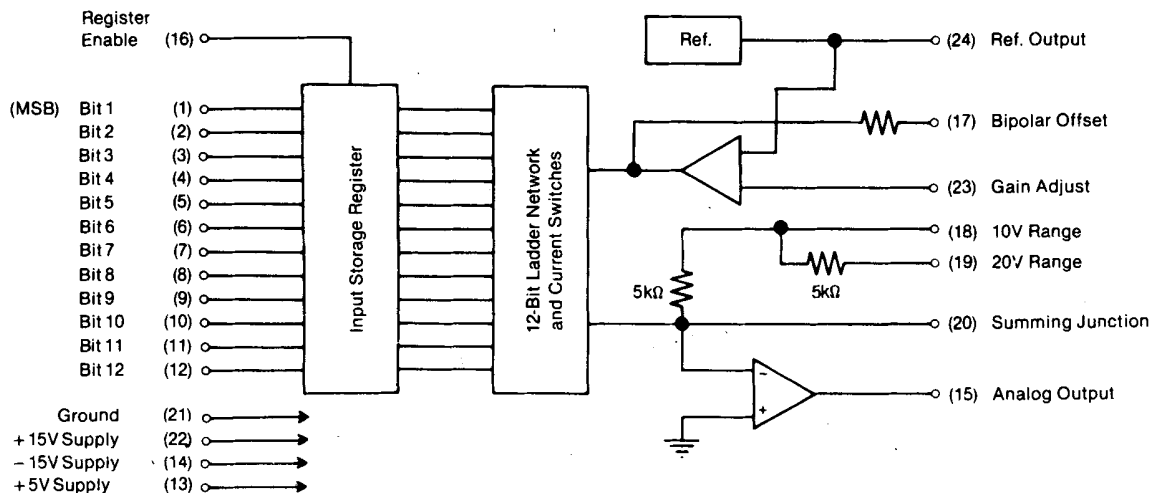 Register
Enable (16)
(MSB) Bit 1 (1)
Bit 2 (2)
Bit 3 (3)
Bit 4 (4)
Bit 5 (5)
Bit 6 (6)
Bit 7 (7)
Bit 8 (8)
Bit 9 (9)
Bit 10 (10)
Bit 11 (11)
Bit 12 (12)
Ground (21)
+15V Supply (22)
-15V Supply (14)
+5V Supply (13)
Input Storage Register
12-Bit Ladder Network
and Current Switches
Ref.
(24) Ref. Output
(17) Bipolar Offset
(23) Gain Adjust
(18) 10V Range
(19) 20V Range
5kΩ
5kΩ
(20) Summing Junction
−
+
(15) Analog Output